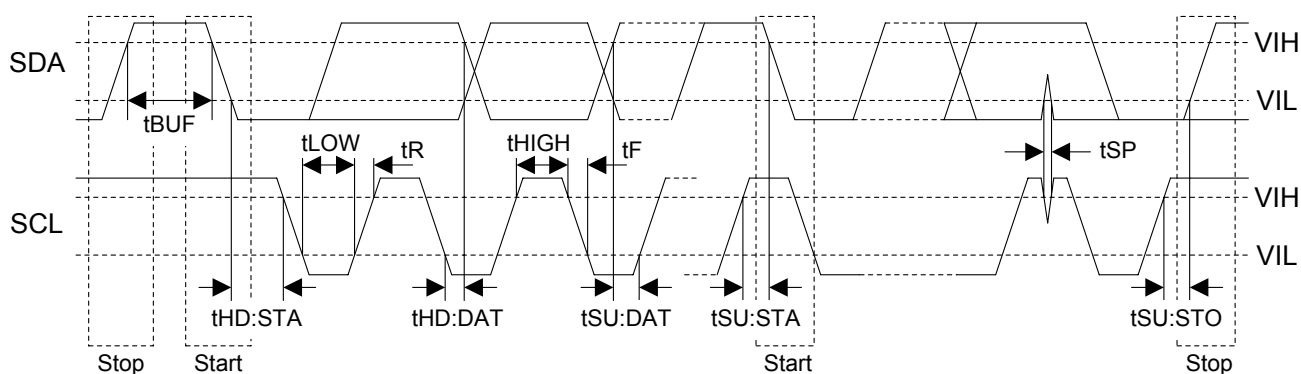 SDA
VIH
VIL
tBUF
tLOW
tR
tHIGH
tF
tSP
SCL
VIH
VIL
tHD:STA
tHD:DAT
tSU:DAT
tSU:STA
tSU:STO
Stop
Start
Start
Stop